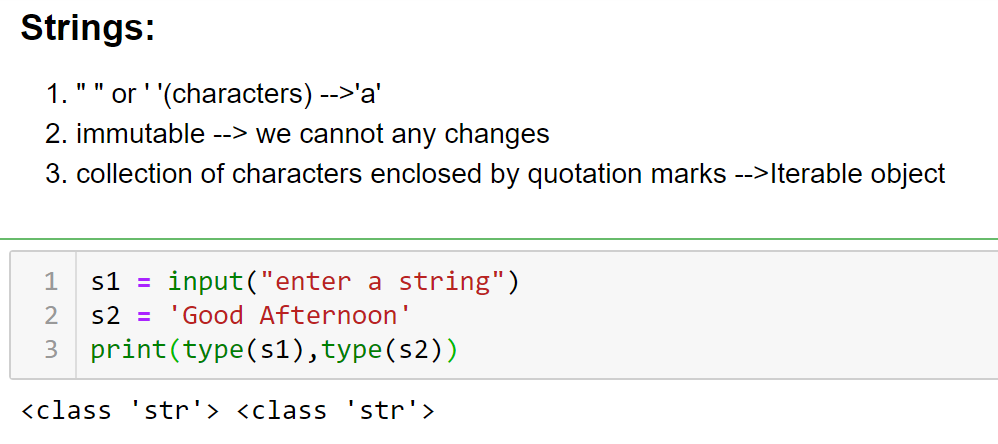 Strings:
1. " " or ' '(characters) -->'a'
2. immutable --> we cannot any changes
3. collection of characters enclosed by quotation marks -->Iterable object
1 s1 = input("enter a string")
2 s2 = 'Good Afternoon'
3 print(type(s1),type(s2))
<class 'str'> <class 'str'>